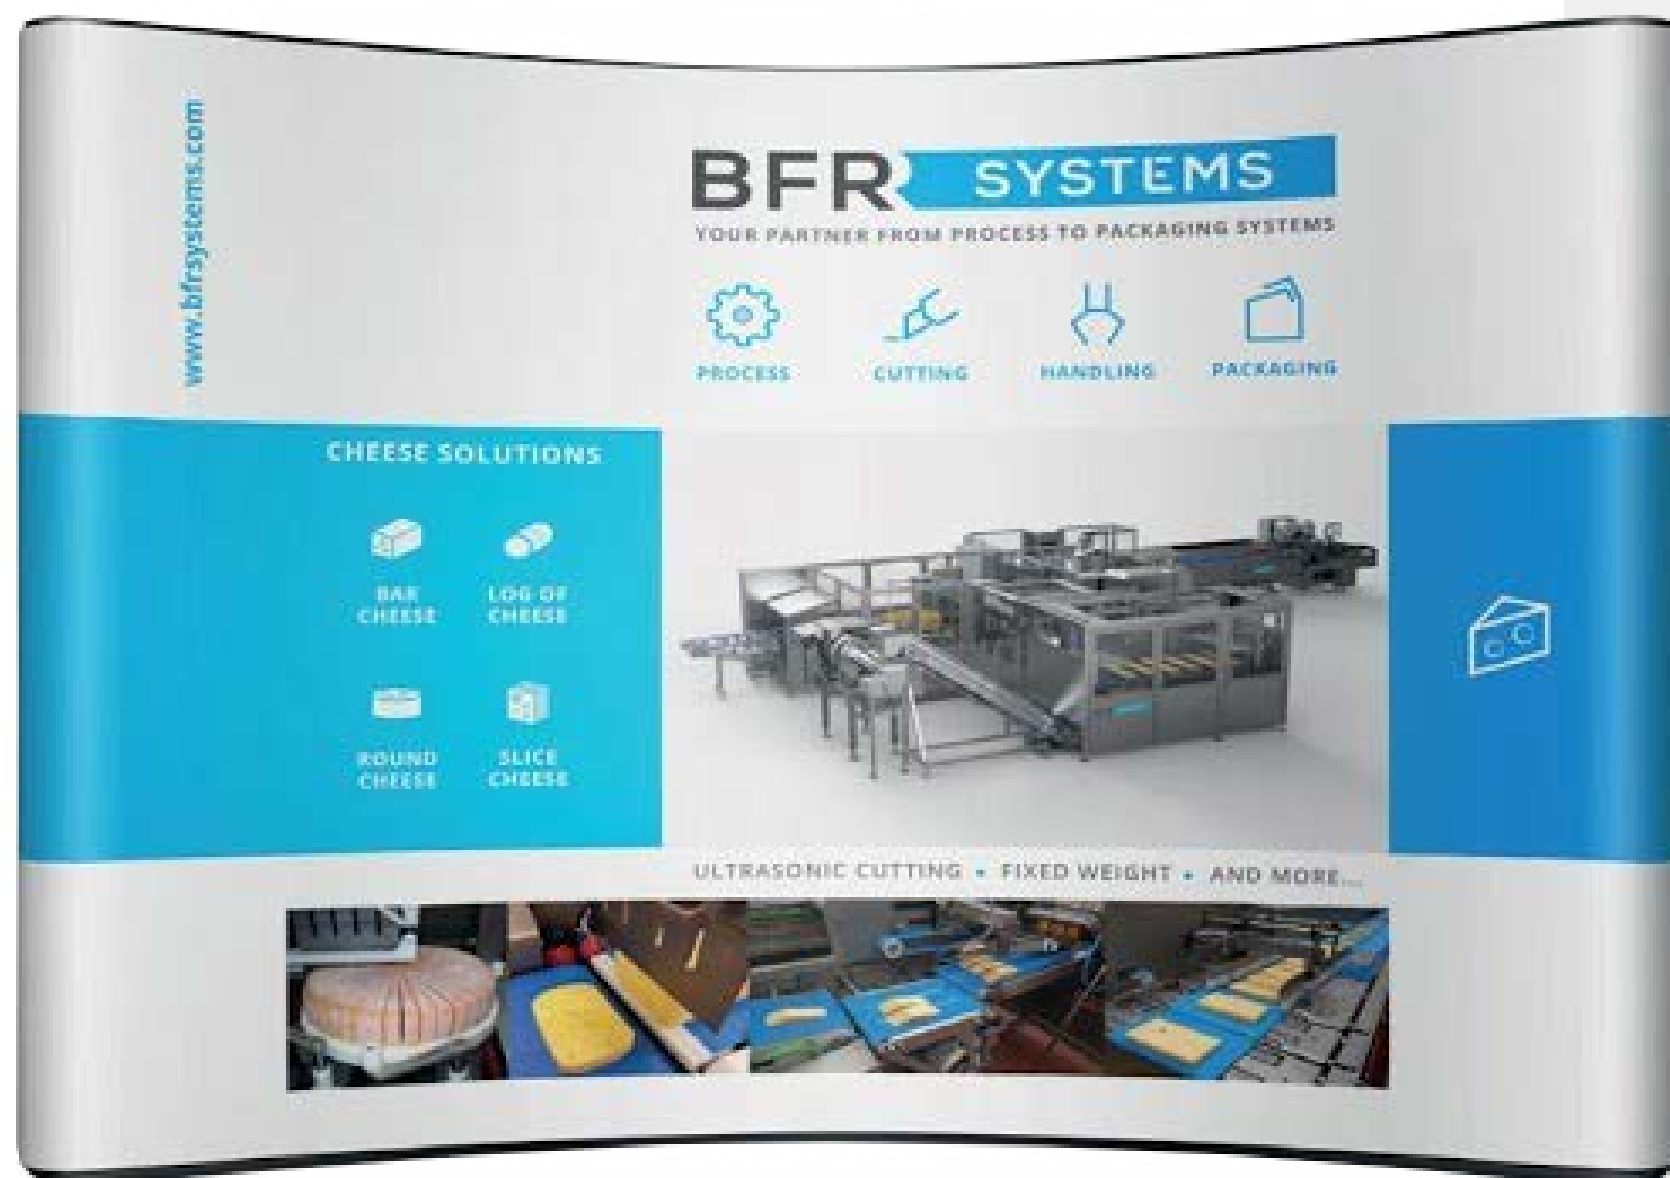 www.bfrsystems.com
BFR SYSTEMS
YOUR PARTNER FROM PROCESS TO PACKAGING SYSTEMS
PROCESS
CUTTING
HANDLING
PACKAGING
CHEESE SOLUTIONS
BAR
CHEESE
LOG OF
CHEESE
ROUND
CHEESE
SLICE
CHEESE
ULTRASONIC CUTTING • FIXED WEIGHT • AND MORE...